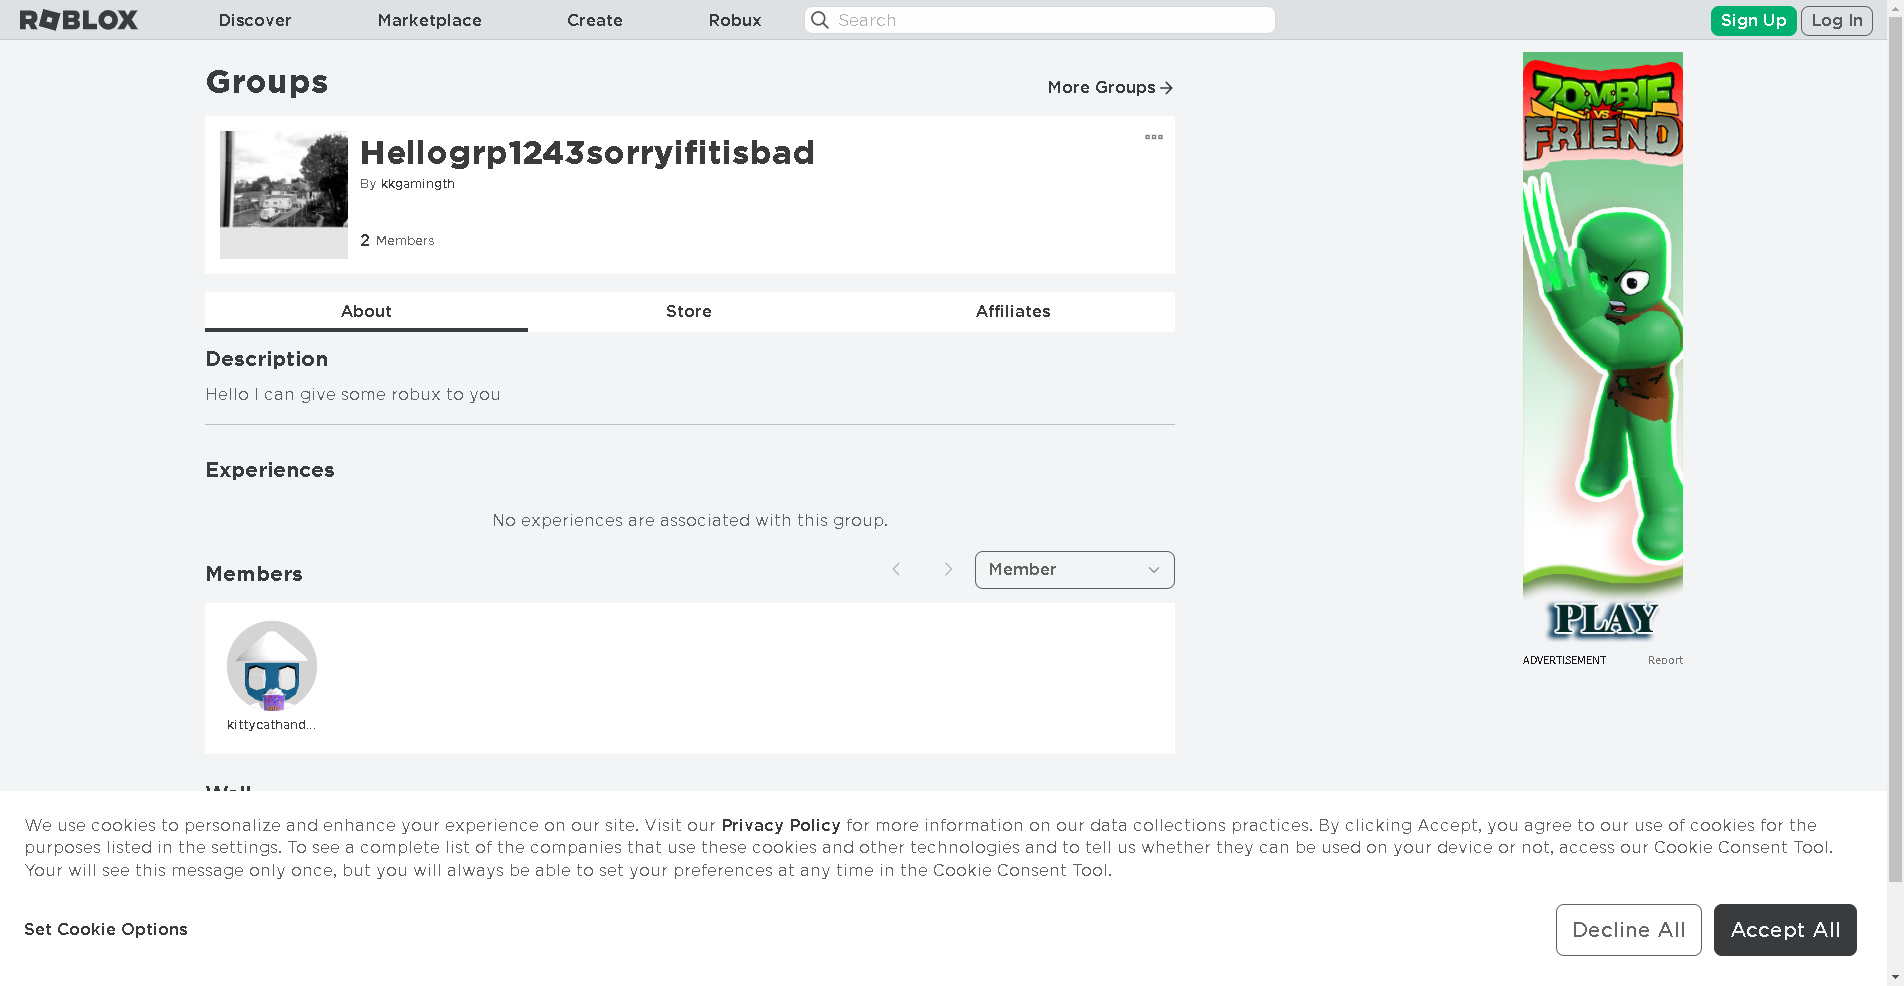 ROBLOX
Discover
Marketplace
Create
Robux
Search
Sign Up
Log In
Groups
More Groups
Hellogrp1243sorryifitisbad
By kkgamingth
2 Members
About
Store
Affiliates
Description
Hello I can give some robux to you
Experiences
No experiences are associated with this group.
Members
Member
kittycathand...
Wall
ZOMBIE
VS
FRIEND
PLAY
ADVERTISEMENT
Report
We use cookies to personalize and enhance your experience on our site. Visit our Privacy Policy for more information on our data collections practices. By clicking Accept, you agree to our use of cookies for the
purposes listed in the settings. To see a complete list of the companies that use these cookies and other technologies and to tell us whether they can be used on your device or not, access our Cookie Consent Tool.
Your will see this message only once, but you will always be able to set your preferences at any time in the Cookie Consent Tool.
Set Cookie Options
Decline All
Accept All